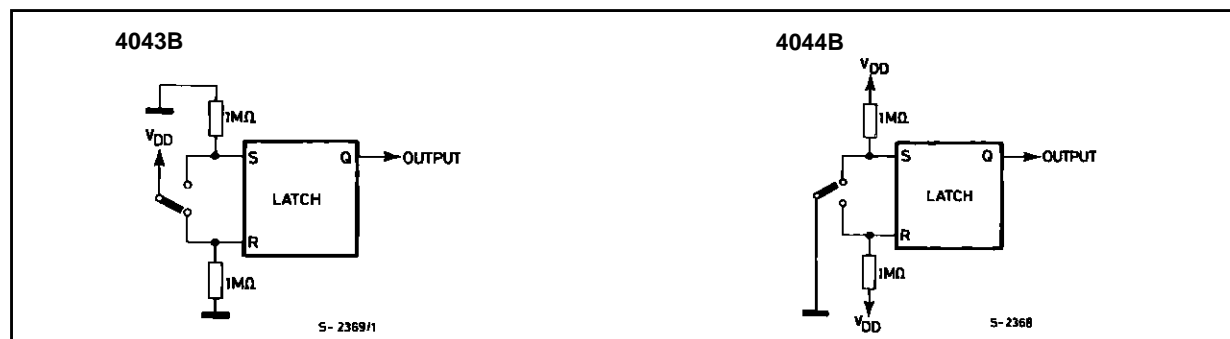 4043B
1MΩ
VDD
S
Q
OUTPUT
LATCH
R
1MΩ
S-2369/1
4044B
VDD
1MΩ
S
Q
OUTPUT
LATCH
R
1MΩ
VDD
S-2368